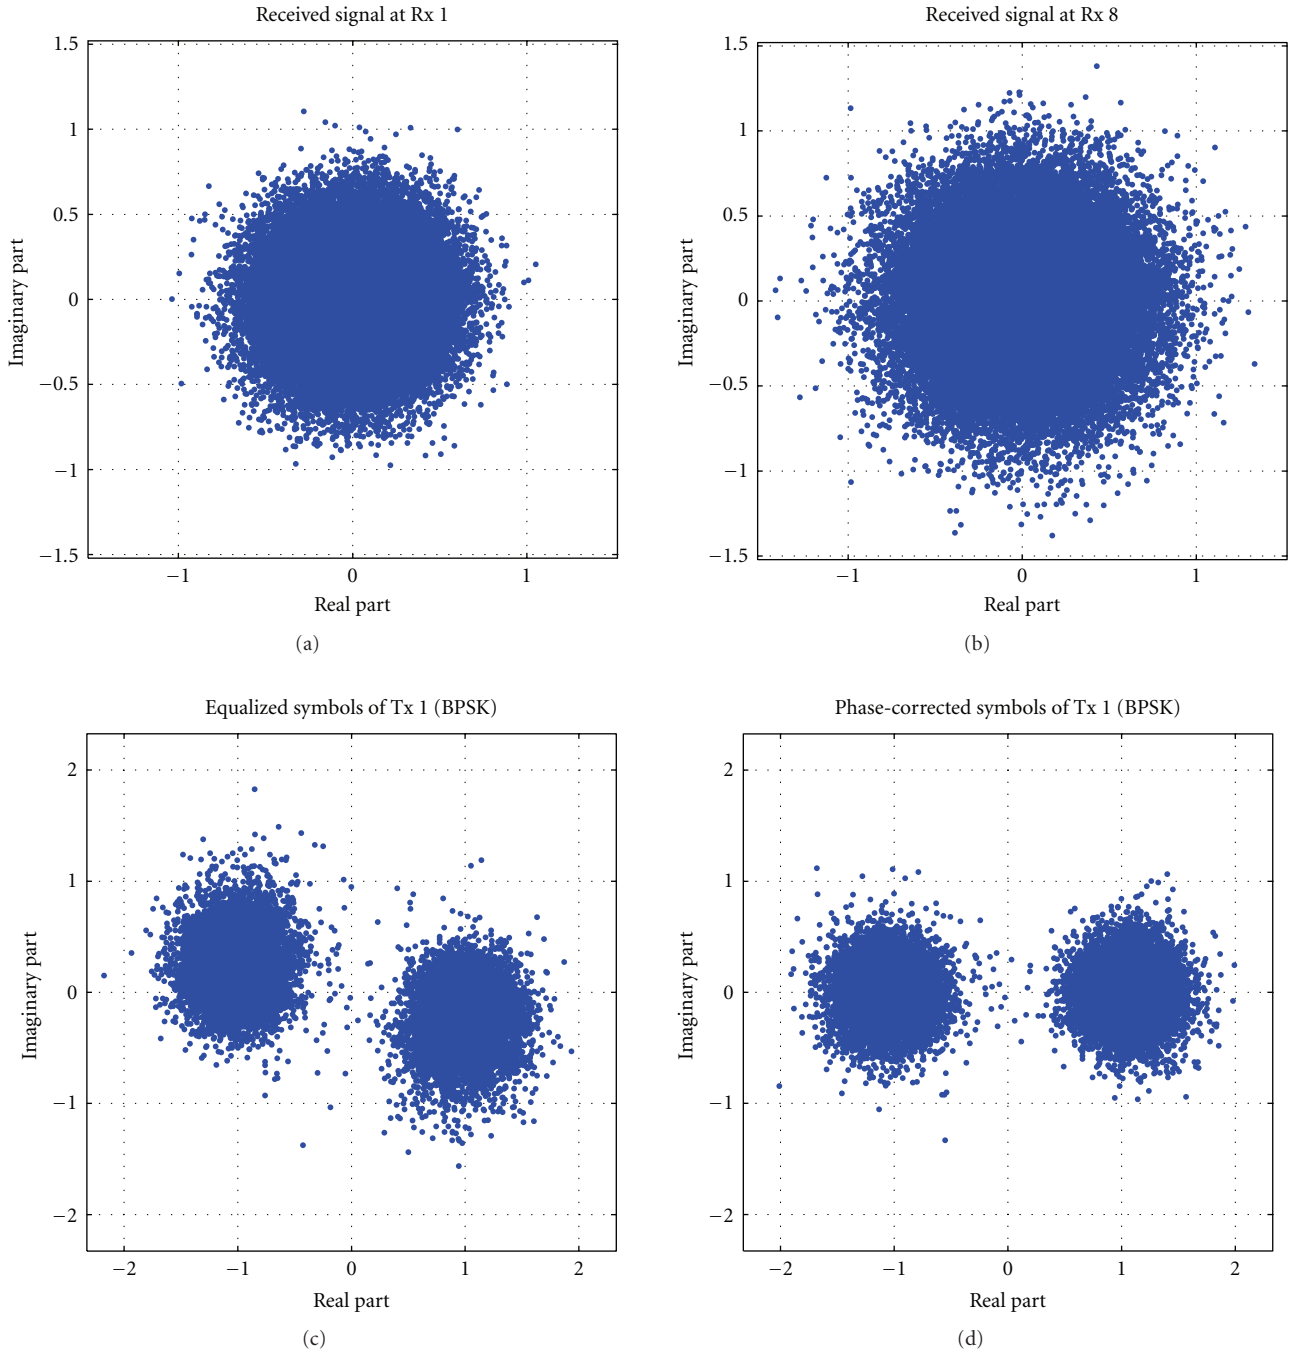 Received signal at Rx 1
1.5
1
0.5
0
−0.5
−1
−1.5
Imaginary part
−1 0 1
Real part
(a)
Received signal at Rx 8
1.5
1
0.5
0
−0.5
−1
−1.5
Imaginary part
−1 0 1
Real part
(b)
Equalized symbols of Tx 1 (BPSK)
2
1
0
−1
−2
Imaginary part
−2 −1 0 1 2
Real part
(c)
Phase-corrected symbols of Tx 1 (BPSK)
2
1
0
−1
−2
Imaginary part
−2 −1 0 1 2
Real part
(d)